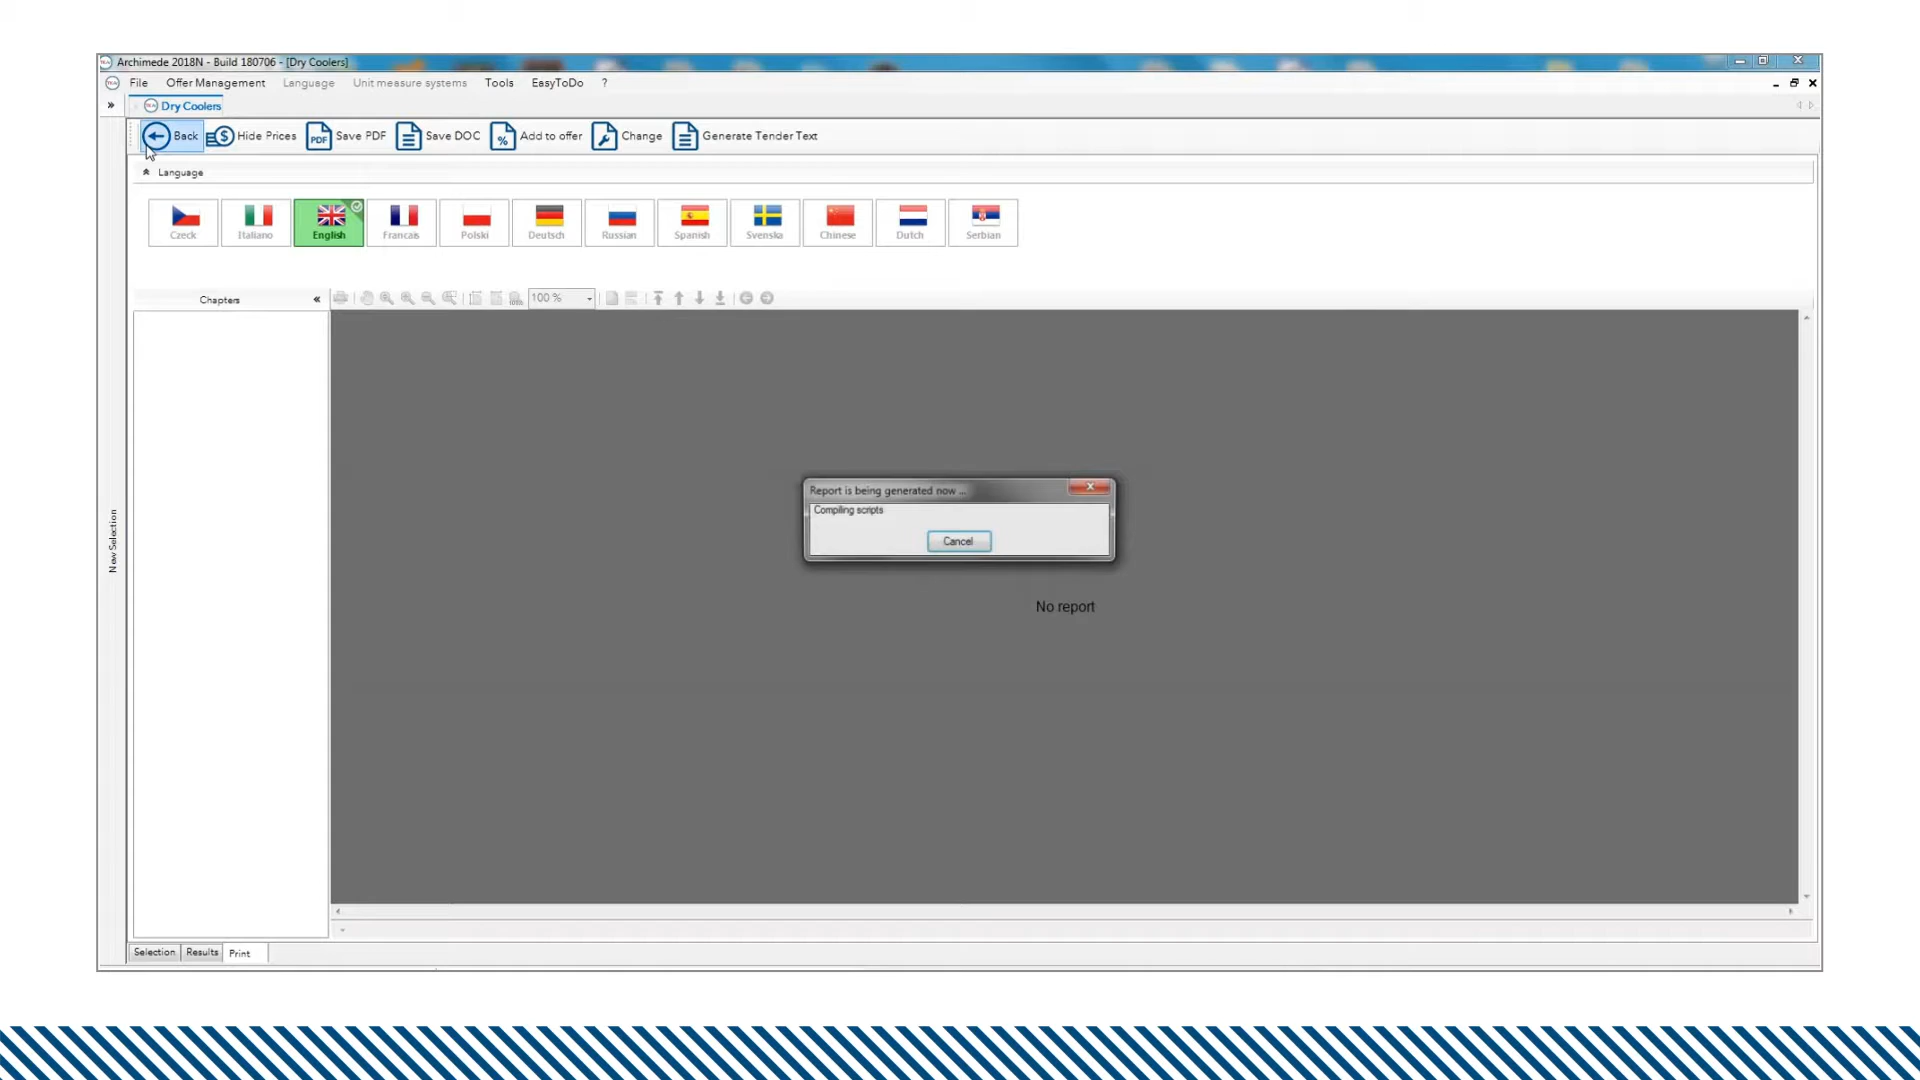 Archimede 2018N - Build 180706 - [Dry Coolers]
File Offer Management Language Unit measure systems Tools EasyToDo ?
Dry Coolers
Back Hide Prices PDF Save PDF Save DOC % Add to offer Change Generate Tender Text
Language
Czeck Italiano English Francais Polski Deutsch Russian Spanish Svenska Chinese Dutch Serbian
Chapters 100 %
Report is being generated now ...
Compiling scripts
Cancel
No report
New Selection
Selection Results Print